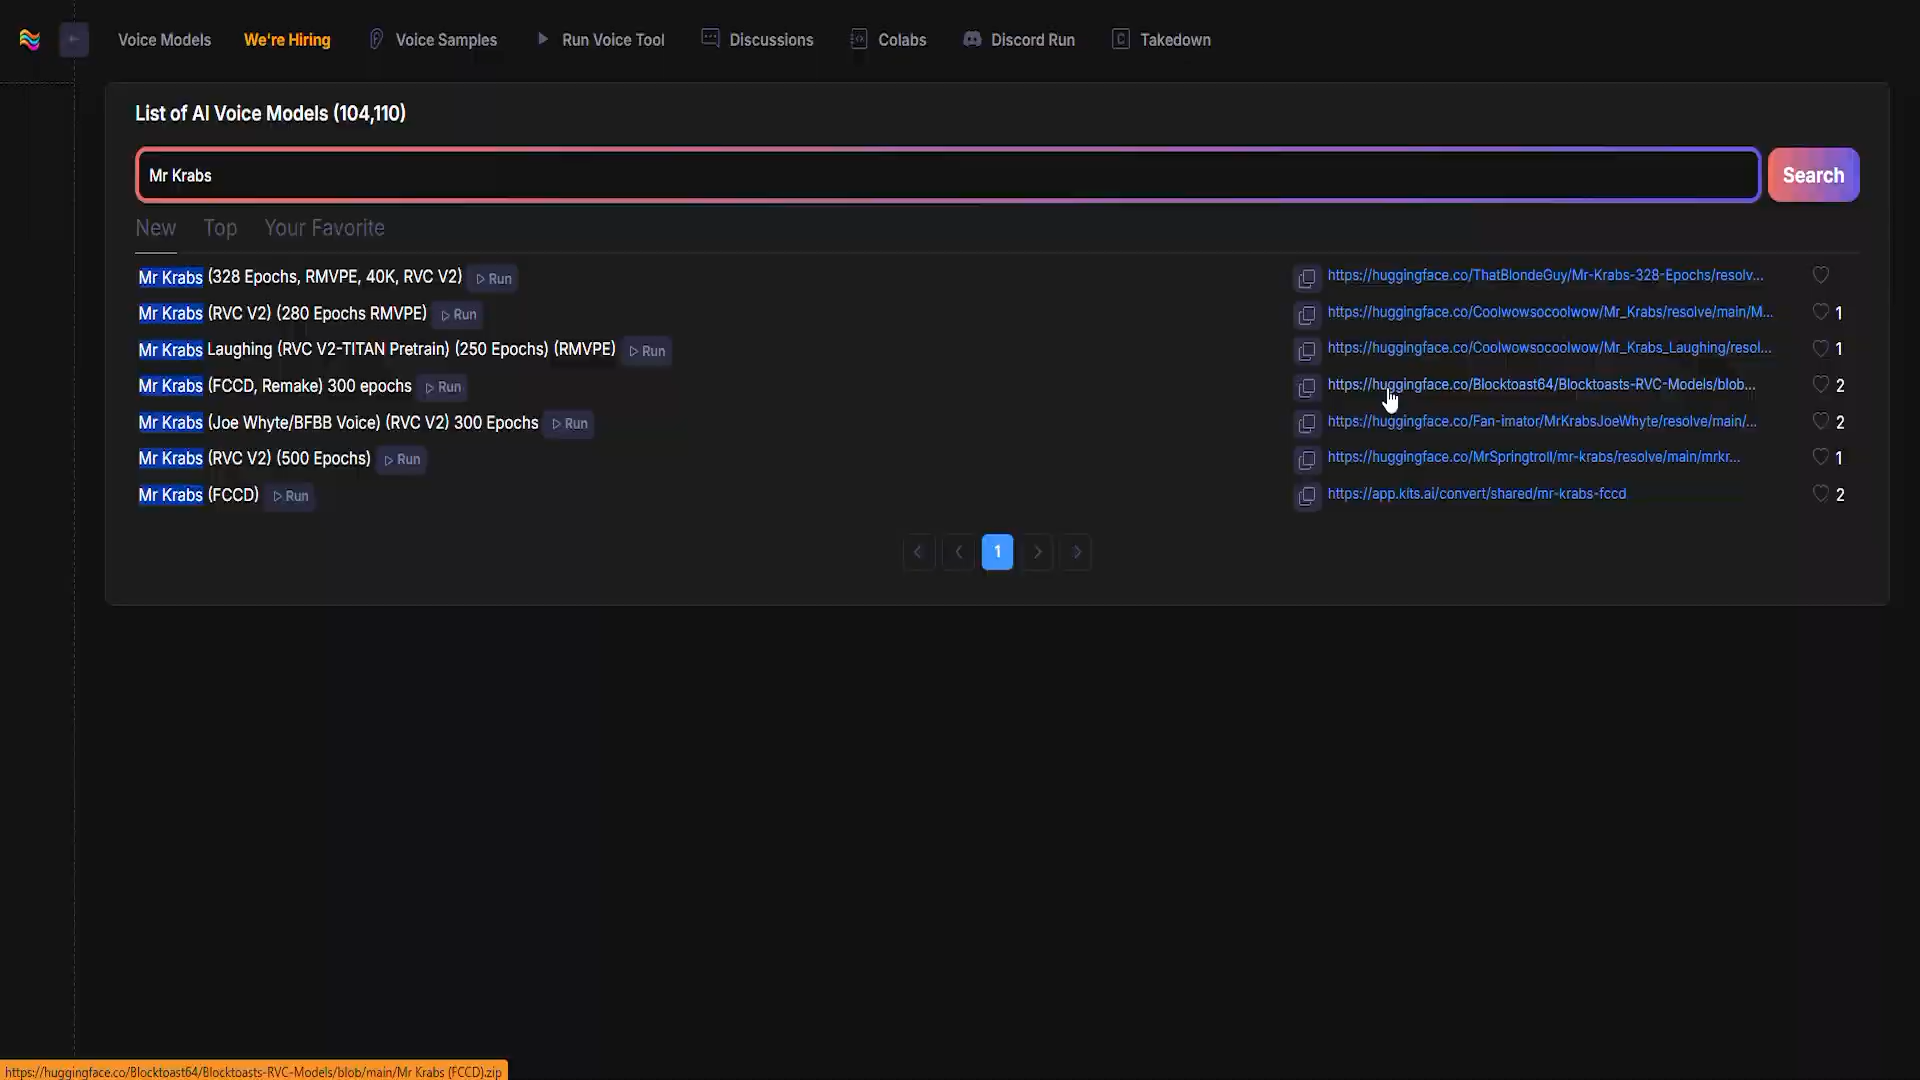 Voice Models We're Hiring Voice Samples Run Voice Tool Discussions Colabs Discord Run Takedown
List of AI Voice Models (104,110)
Mr Krabs Search
New Top Your Favorite
Mr Krabs (328 Epochs, RMVPE, 40K, RVC V2) Run https://huggingface.co/ThatBlondeGuy/Mr-Krabs-328-Epochs/resolv...
Mr Krabs (RVC V2) (280 Epochs RMVPE) Run https://huggingface.co/Coolwowsocoolwow/Mr_Krabs/resolve/main/M... 1
Mr Krabs Laughing (RVC V2-TITAN Pretrain) (250 Epochs) (RMVPE) Run https://huggingface.co/Coolwowsocoolwow/Mr_Krabs_Laughing/resol... 1
Mr Krabs (FCCD, Remake) 300 epochs Run https://huggingface.co/Blocktoast64/Blocktoasts-RVC-Models/blob... 2
Mr Krabs (Joe Whyte/BFBB Voice) (RVC V2) 300 Epochs Run https://huggingface.co/Fan-imator/MrKrabsJoeWhyte/resolve/main/... 2
Mr Krabs (RVC V2) (500 Epochs) Run https://huggingface.co/MrSpringtroll/mr-krabs/resolve/main/mrkr... 1
Mr Krabs (FCCD) Run https://app.kits.ai/convert/shared/mr-krabs-fccd 2
1
https://huggingface.co/Blocktoast64/Blocktoasts-RVC-Models/blob/main/Mr Krabs (FCCD).zip